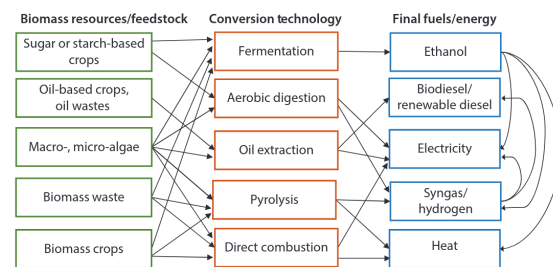 Biomass resources/feedstock
Conversion technology
Final fuels/energy
Sugar or starch-based
crops
Fermentation
Ethanol
Oil-based crops,
oil wastes
Aerobic digestion
Biodiesel/
renewable diesel
Macro-, micro-algae
Oil extraction
Electricity
Biomass waste
Pyrolysis
Syngas/
hydrogen
Biomass crops
Direct combustion
Heat